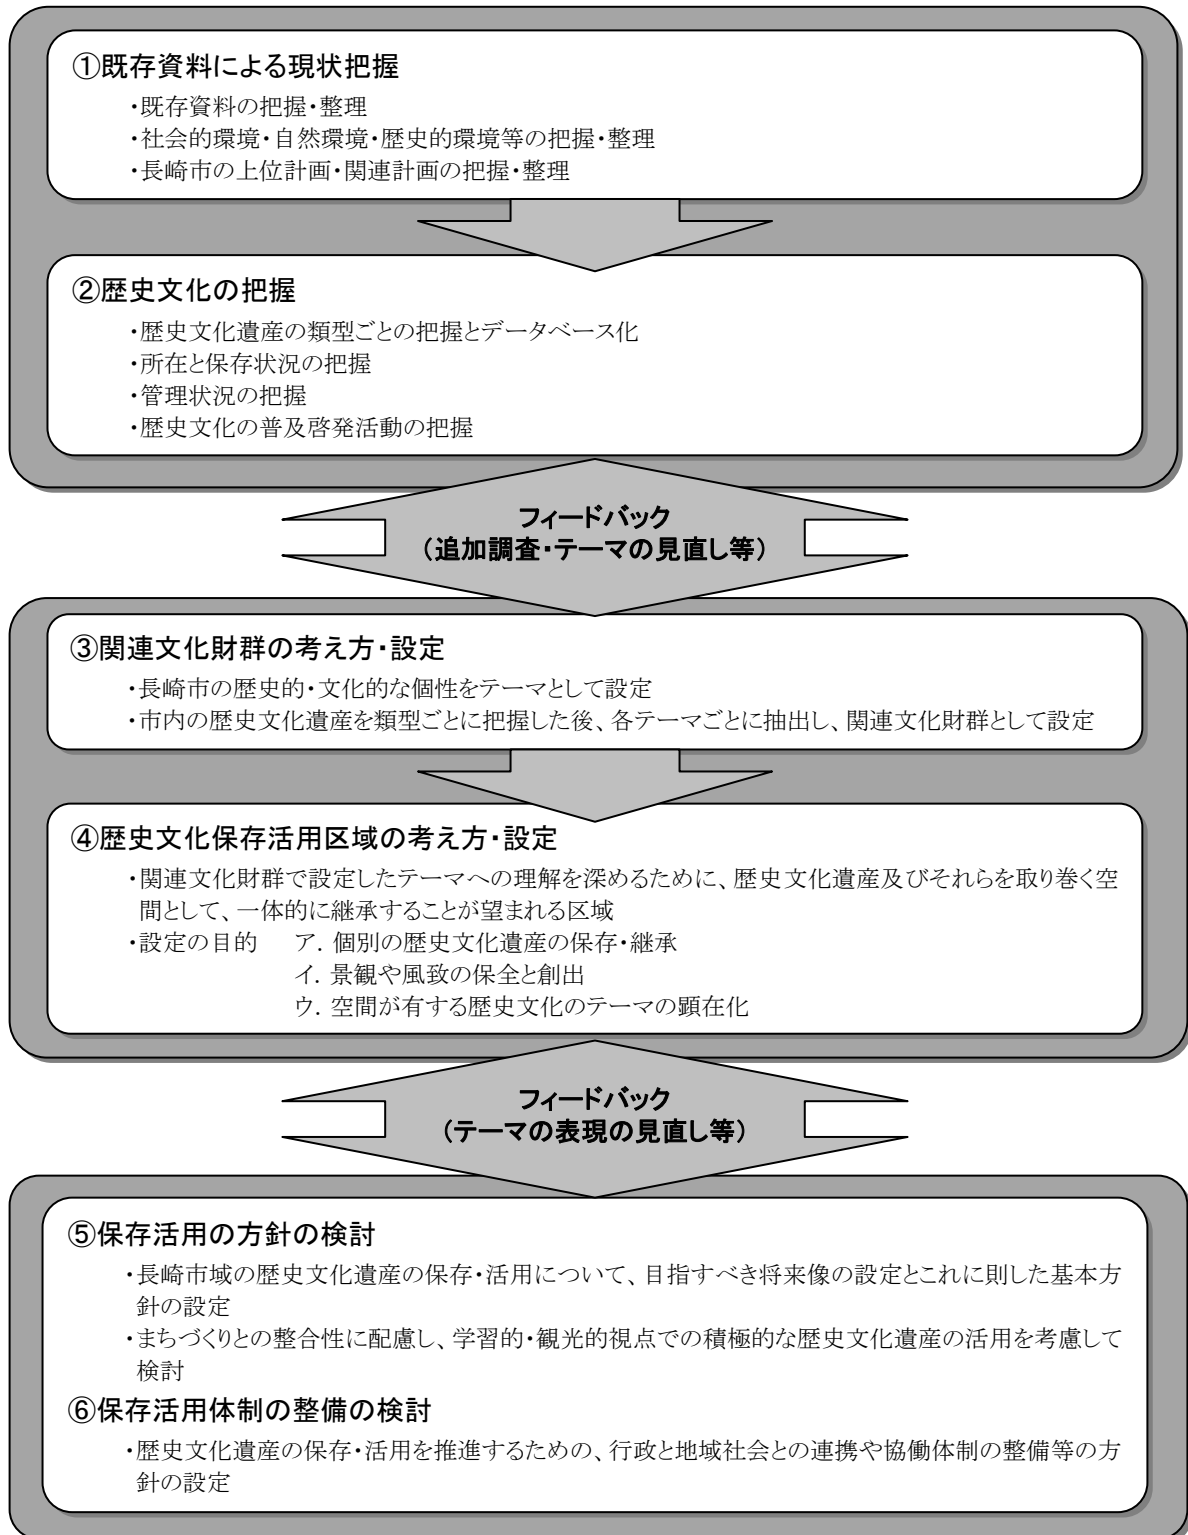 ①既存資料による現状把握
・既存資料の把握・整理
・社会的環境・自然環境・歴史的環境等の把握・整理
・長崎市の上位計画・関連計画の把握・整理
②歴史文化の把握
・歴史文化遺産の類型ごとの把握とデータベース化
・所在と保存状況の把握
・管理状況の把握
・歴史文化の普及啓発活動の把握
フィードバック
（追加調査・テーマの見直し等）
③関連文化財群の考え方・設定
・長崎市の歴史的・文化的な個性をテーマとして設定
・市内の歴史文化遺産を類型ごとに把握した後、各テーマごとに抽出し、関連文化財群として設定
④歴史文化保存活用区域の考え方・設定
・関連文化財群で設定したテーマへの理解を深めるために、歴史文化遺産及びそれらを取り巻く空
間として、一体的に継承することが望まれる区域
・設定の目的　ア．個別の歴史文化遺産の保存・継承
イ．景観や風致の保全と創出
ウ．空間が有する歴史文化のテーマの顕在化
フィードバック
（テーマの表現の見直し等）
⑤保存活用の方針の検討
・長崎市域の歴史文化遺産の保存・活用について、目指すべき将来像の設定とこれに則した基本方
針の設定
・まちづくりとの整合性に配慮し、学習的・観光的視点での積極的な歴史文化遺産の活用を考慮して
検討
⑥保存活用体制の整備の検討
・歴史文化遺産の保存・活用を推進するための、行政と地域社会との連携や協働体制の整備等の方
針の設定